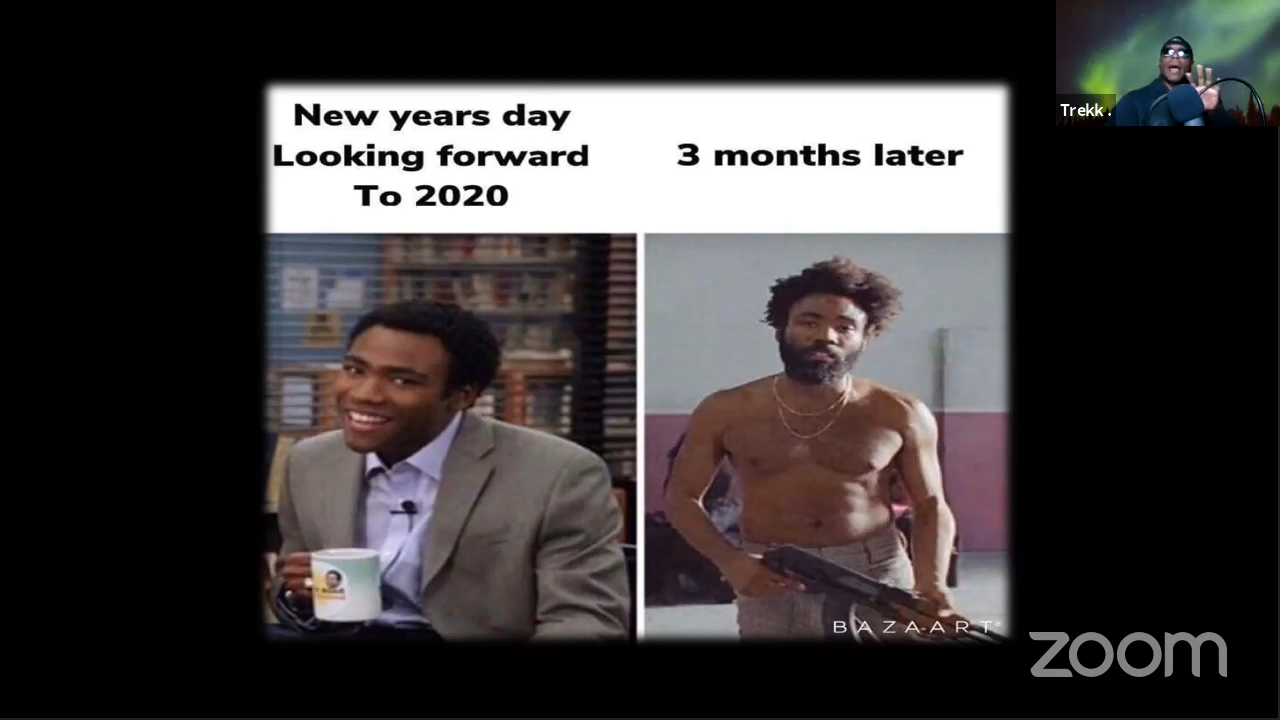 New years day
Looking forward
To 2020
3 months later
Trekk .
BAZAART®
zoom